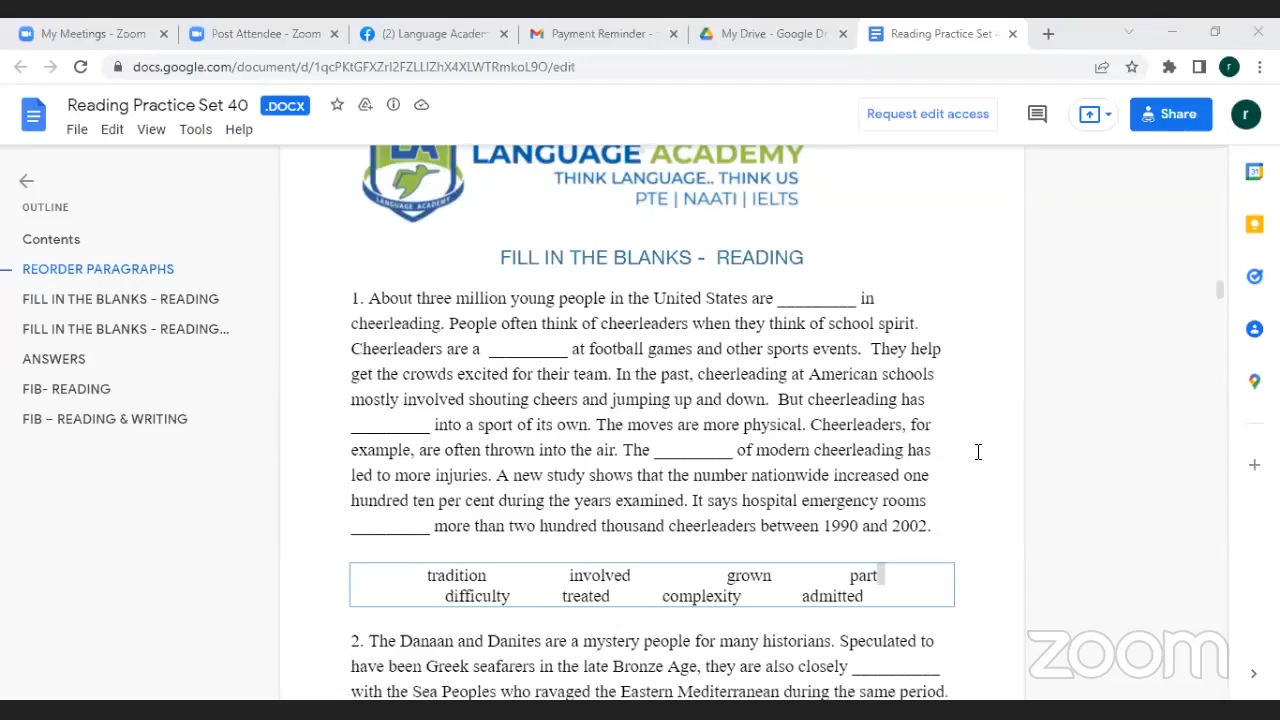 My Meetings - Zoom
Post Attendee - Zoom
(2) Language Academ
Payment Reminder -
My Drive - Google Dr
Reading Practice Set 4
docs.google.com/document/d/1qcPKtGFXZrI2FZLLIZhX4XLWTRmkoL9O/edit
r
Reading Practice Set 40 .DOCX
File Edit View Tools Help
Request edit access
Share
r
OUTLINE
Contents
REORDER PARAGRAPHS
FILL IN THE BLANKS - READING
FILL IN THE BLANKS - READING...
ANSWERS
FIB- READING
FIB – READING & WRITING
LA
LANGUAGE ACADEMY
LANGUAGE ACADEMY
THINK LANGUAGE.. THINK US
PTE | NAATI | IELTS
FILL IN THE BLANKS - READING
1. About three million young people in the United States are _________ in
cheerleading. People often think of cheerleaders when they think of school spirit.
Cheerleaders are a _________ at football games and other sports events. They help
get the crowds excited for their team. In the past, cheerleading at American schools
mostly involved shouting cheers and jumping up and down. But cheerleading has
_________ into a sport of its own. The moves are more physical. Cheerleaders, for
example, are often thrown into the air. The _________ of modern cheerleading has
led to more injuries. A new study shows that the number nationwide increased one
hundred ten per cent during the years examined. It says hospital emergency rooms
_________ more than two hundred thousand cheerleaders between 1990 and 2002.
tradition involved grown part
difficulty treated complexity admitted
2. The Danaan and Danites are a mystery people for many historians. Speculated to
have been Greek seafarers in the late Bronze Age, they are also closely __________
with the Sea Peoples who ravaged the Eastern Mediterranean during the same period.
31
zoom